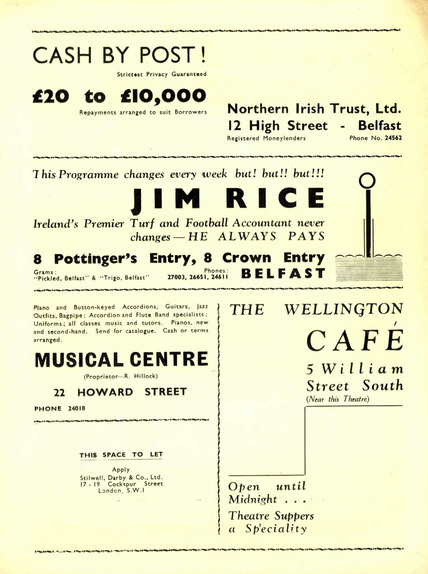 CASH BY POST!
Strictest Privacy Guaranteed
£20 to £10,000
Repayments arranged to suit Borrowers
Northern Irish Trust, Ltd.
12 High Street - Belfast
Registered Moneylenders Phone No. 24562
This Programme changes every week but! but!! but!!!
JIM RICE
Ireland's Premier Turf and Football Accountant never
changes—HE ALWAYS PAYS
8 Pottinger's Entry, 8 Crown Entry
Grams: Phones:
"Pickled, Belfast" & "Trigo, Belfast" 27003, 26651, 24611 BELFAST
Piano and Button-keyed Accordions, Guitars, Jazz
Outfits, Bagpipe; Accordion and Flute Band specialists;
Uniforms; all classes music and tutors. Pianos, new
and second-hand. Send for catalogue. Cash or terms
arranged.
MUSICAL CENTRE
(Proprietor—R. Hillock)
22 HOWARD STREET
PHONE 24018
THIS SPACE TO LET
Apply
Stilwell, Darby & Co., Ltd.
17 - 19 Cockspur Street
London, S.W.1
THE WELLINGTON
CAFÉ
5 William
Street South
(Near this Theatre)
Open until
Midnight . . .
Theatre Suppers
a Speciality